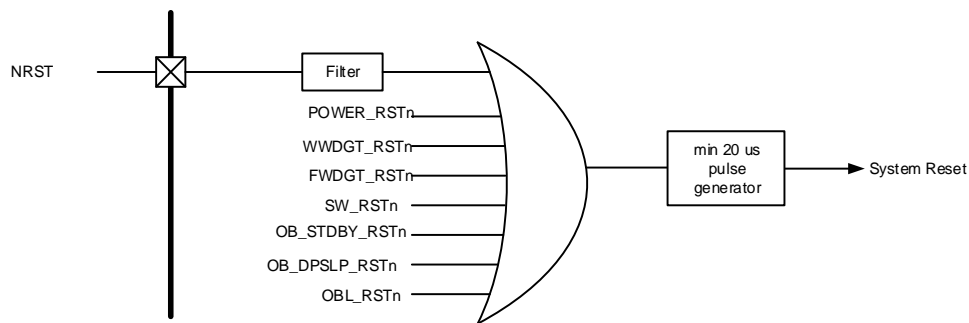 NRST
Filter
POWER_RSTn
WWDGT_RSTn
FWDGT_RSTn
SW_RSTn
OB_STDBY_RSTn
OB_DPSLP_RSTn
OBL_RSTn
min 20 us
pulse
generator
System Reset